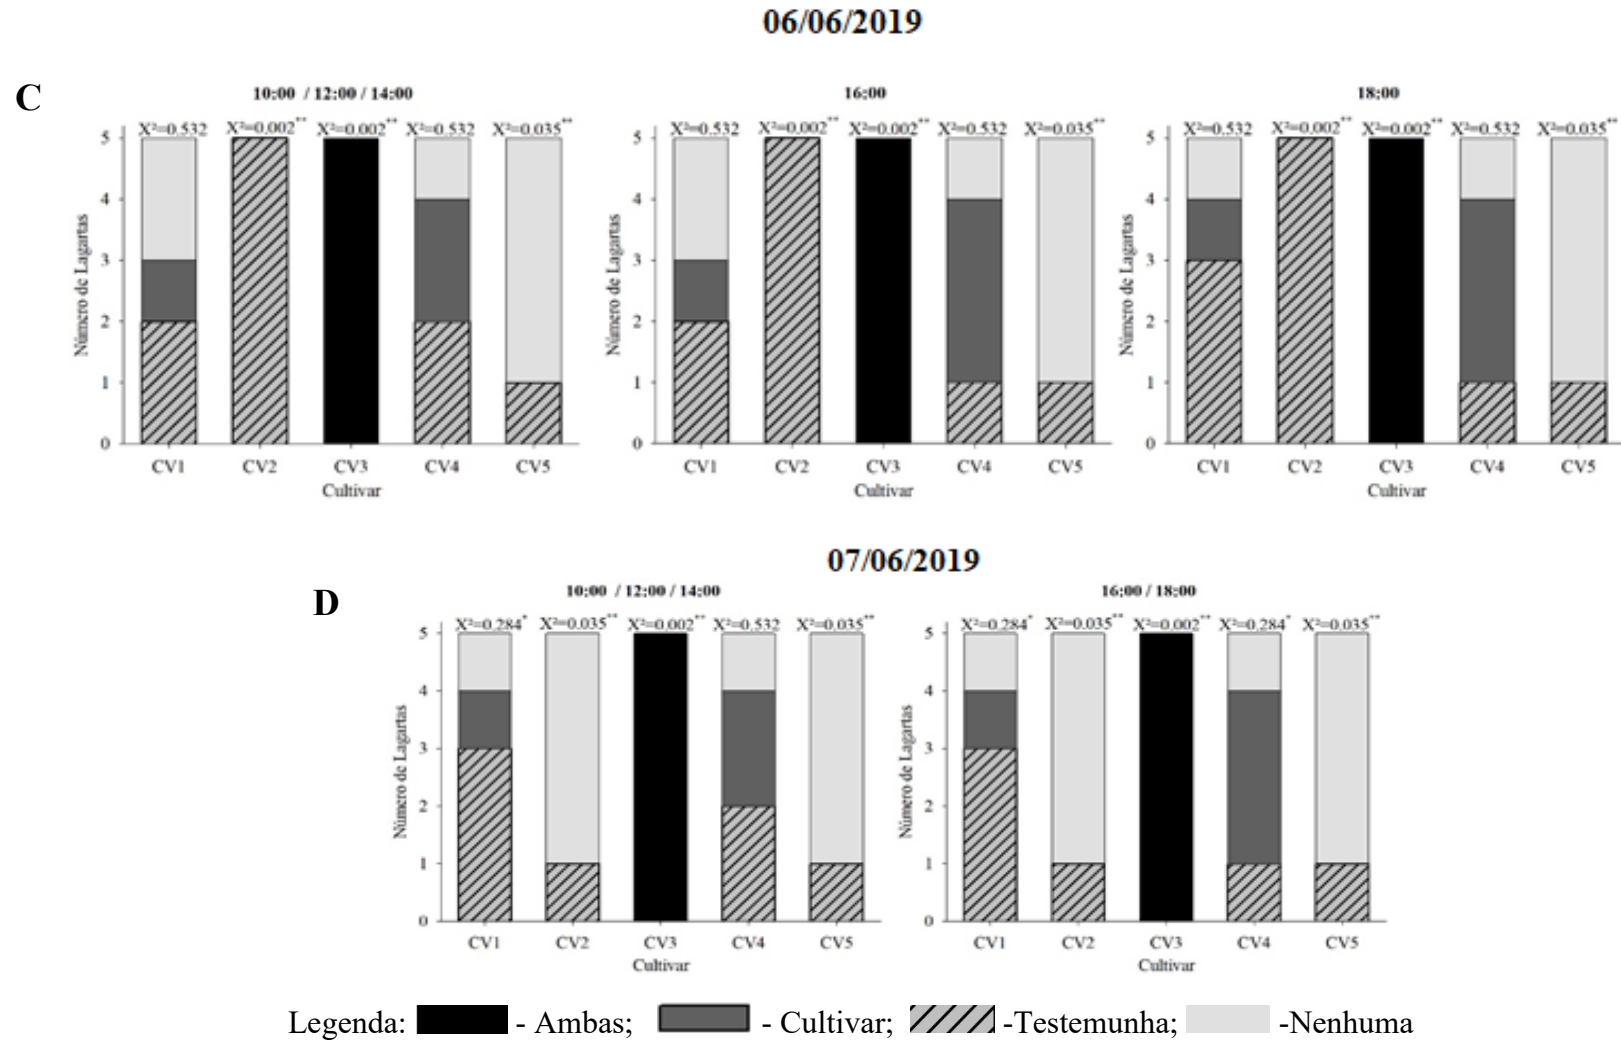 06/06/2019
C
10:00 / 12:00 / 14:00
X²=0.532 X²=0.002** X²=0.002** X²=0.532 X²=0.035**
5
4
3
2
1
0
Número de Lagartas
CV1 CV2 CV3 CV4 CV5
Cultivar
16:00
X²=0.532 X²=0.002** X²=0.002** X²=0.532 X²=0.035**
5
4
3
2
1
0
Número de Lagartas
CV1 CV2 CV3 CV4 CV5
Cultivar
18:00
X²=0.532 X²=0.002** X²=0.002** X²=0.532 X²=0.035**
5
4
3
2
1
0
Número de Lagartas
CV1 CV2 CV3 CV4 CV5
Cultivar
07/06/2019
D
10:00 / 12:00 / 14:00
X²=0.284* X²=0.035** X²=0.002** X²=0.532 X²=0.035**
5
4
3
2
1
0
Número de Lagartas
CV1 CV2 CV3 CV4 CV5
Cultivar
16:00 / 18:00
X²=0.284* X²=0.035** X²=0.002** X²=0.284* X²=0.035**
5
4
3
2
1
0
Número de Lagartas
CV1 CV2 CV3 CV4 CV5
Cultivar
Legenda: - Ambas; - Cultivar; -Testemunha; -Nenhuma